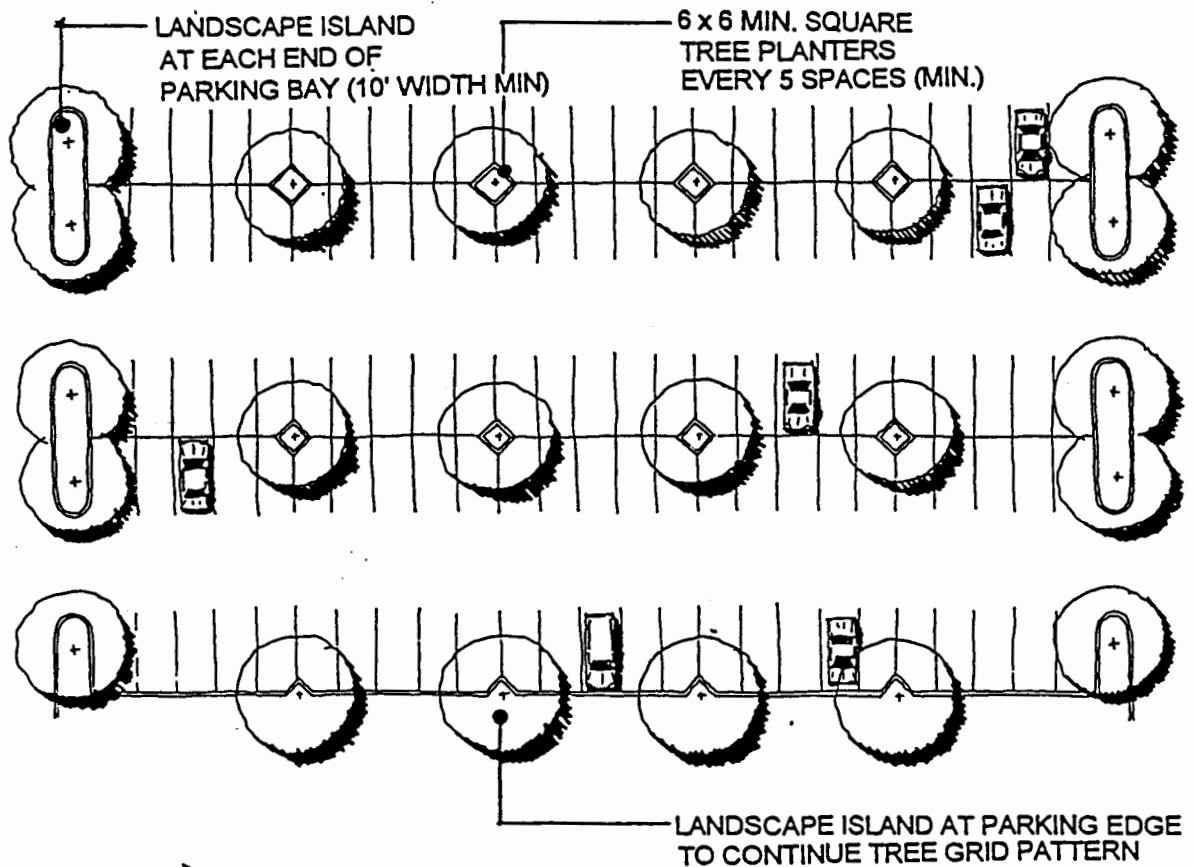 LANDSCAPE ISLAND
AT EACH END OF
PARKING BAY (10' WIDTH MIN)
6 x 6 MIN. SQUARE
TREE PLANTERS
EVERY 5 SPACES (MIN.)
LANDSCAPE ISLAND AT PARKING EDGE
TO CONTINUE TREE GRID PATTERN